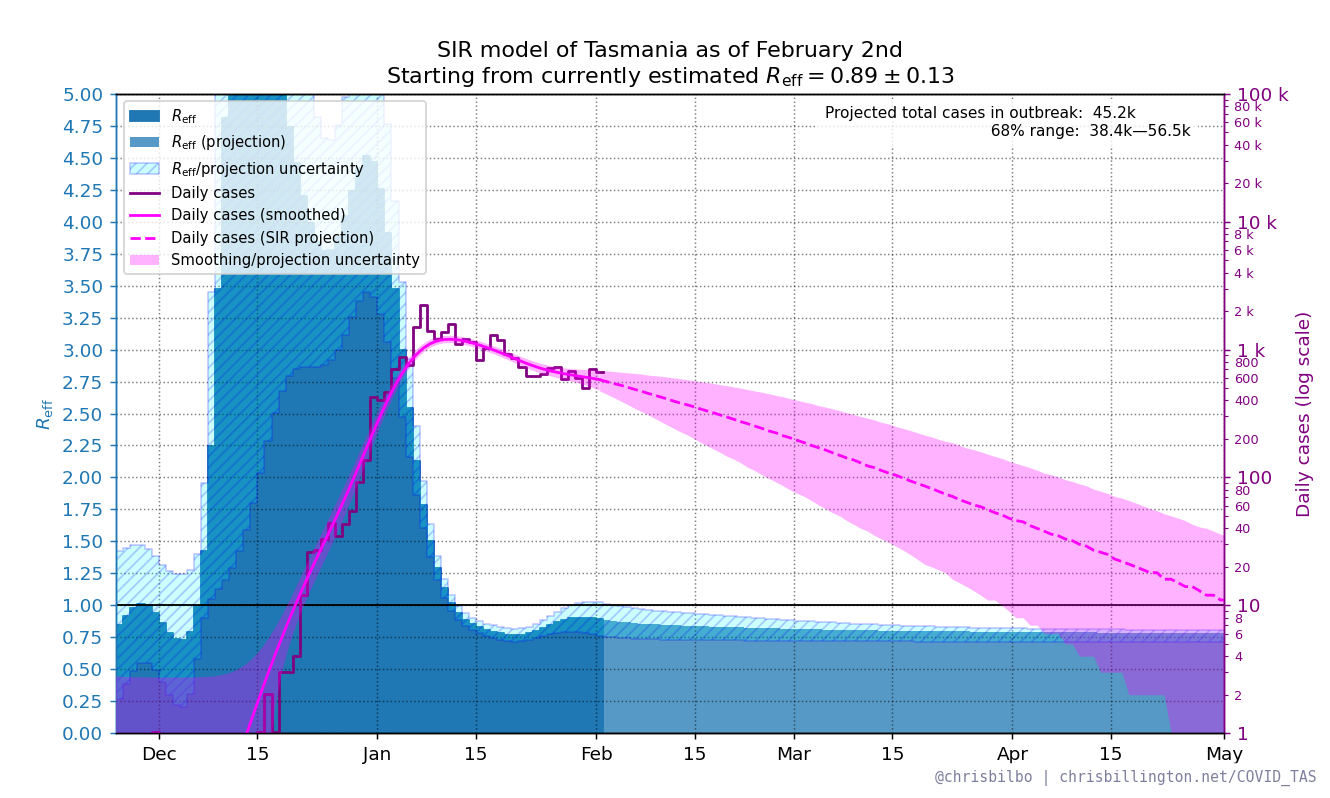 SIR model of Tasmania as of February 2nd
Starting from currently estimated R_eff = 0.89 ± 0.13
Projected total cases in outbreak: 45.2k
68% range: 38.4k—56.5k
R_eff
R_eff (projection)
R_eff/projection uncertainty
Daily cases
Daily cases (smoothed)
Daily cases (SIR projection)
Smoothing/projection uncertainty
R_eff
5.00
4.75
4.50
4.25
4.00
3.75
3.50
3.25
3.00
2.75
2.50
2.25
2.00
1.75
1.50
1.25
1.00
0.75
0.50
0.25
0.00
100 k
80 k
60 k
40 k
20 k
10 k
8 k
6 k
4 k
2 k
1 k
800
600
400
200
100
80
60
40
20
10
8
6
4
2
1
Daily cases (log scale)
Dec 15 Jan 15 Feb 15 Mar 15 Apr 15 May
@chrisbilbo | chrisbillington.net/COVID_TAS